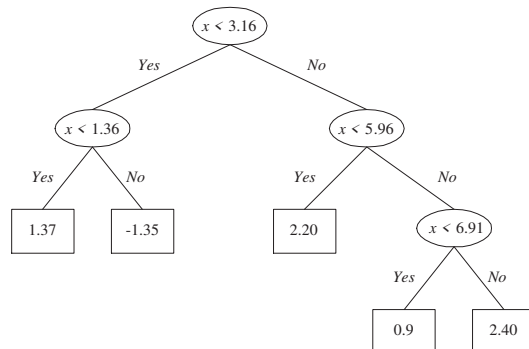 x < 3.16
Yes
No
x < 1.36
x < 5.96
Yes
No
Yes
No
1.37
-1.35
2.20
x < 6.91
Yes
No
0.9
2.40